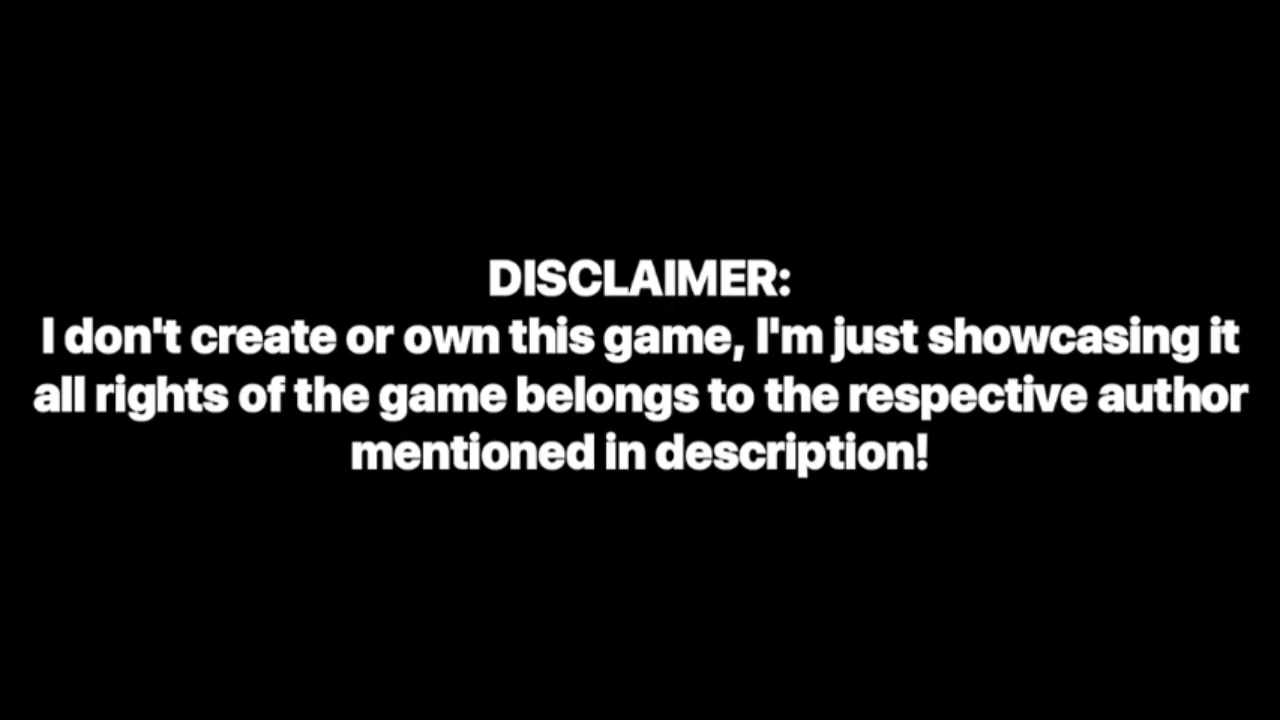 DISCLAIMER:
I don't create or own this game, I'm just showcasing it
all rights of the game belongs to the respective author
mentioned in description!